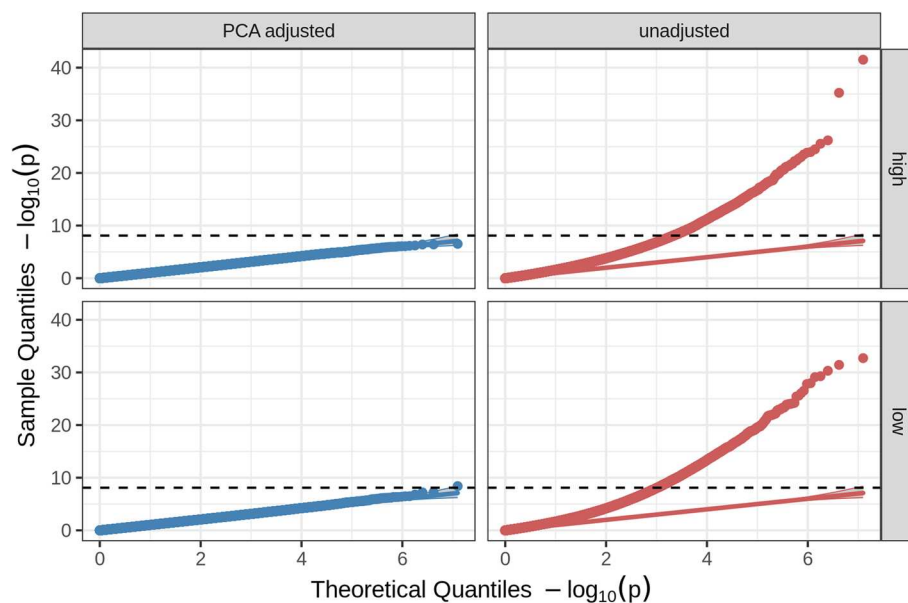 PCA adjusted
unadjusted
40
30
20
10
0
high
40
30
20
10
0
low
Sample Quantiles − log₁₀(p)
0 2 4 6
0 2 4 6
Theoretical Quantiles − log₁₀(p)